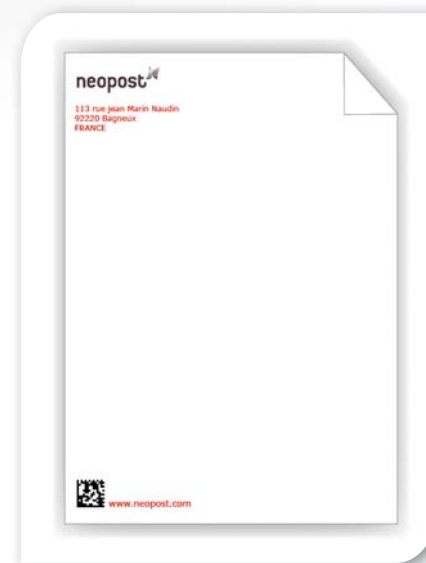 neopost
113 rue jean Marin Naudin
92220 Bagneux
FRANCE
www.neopost.com